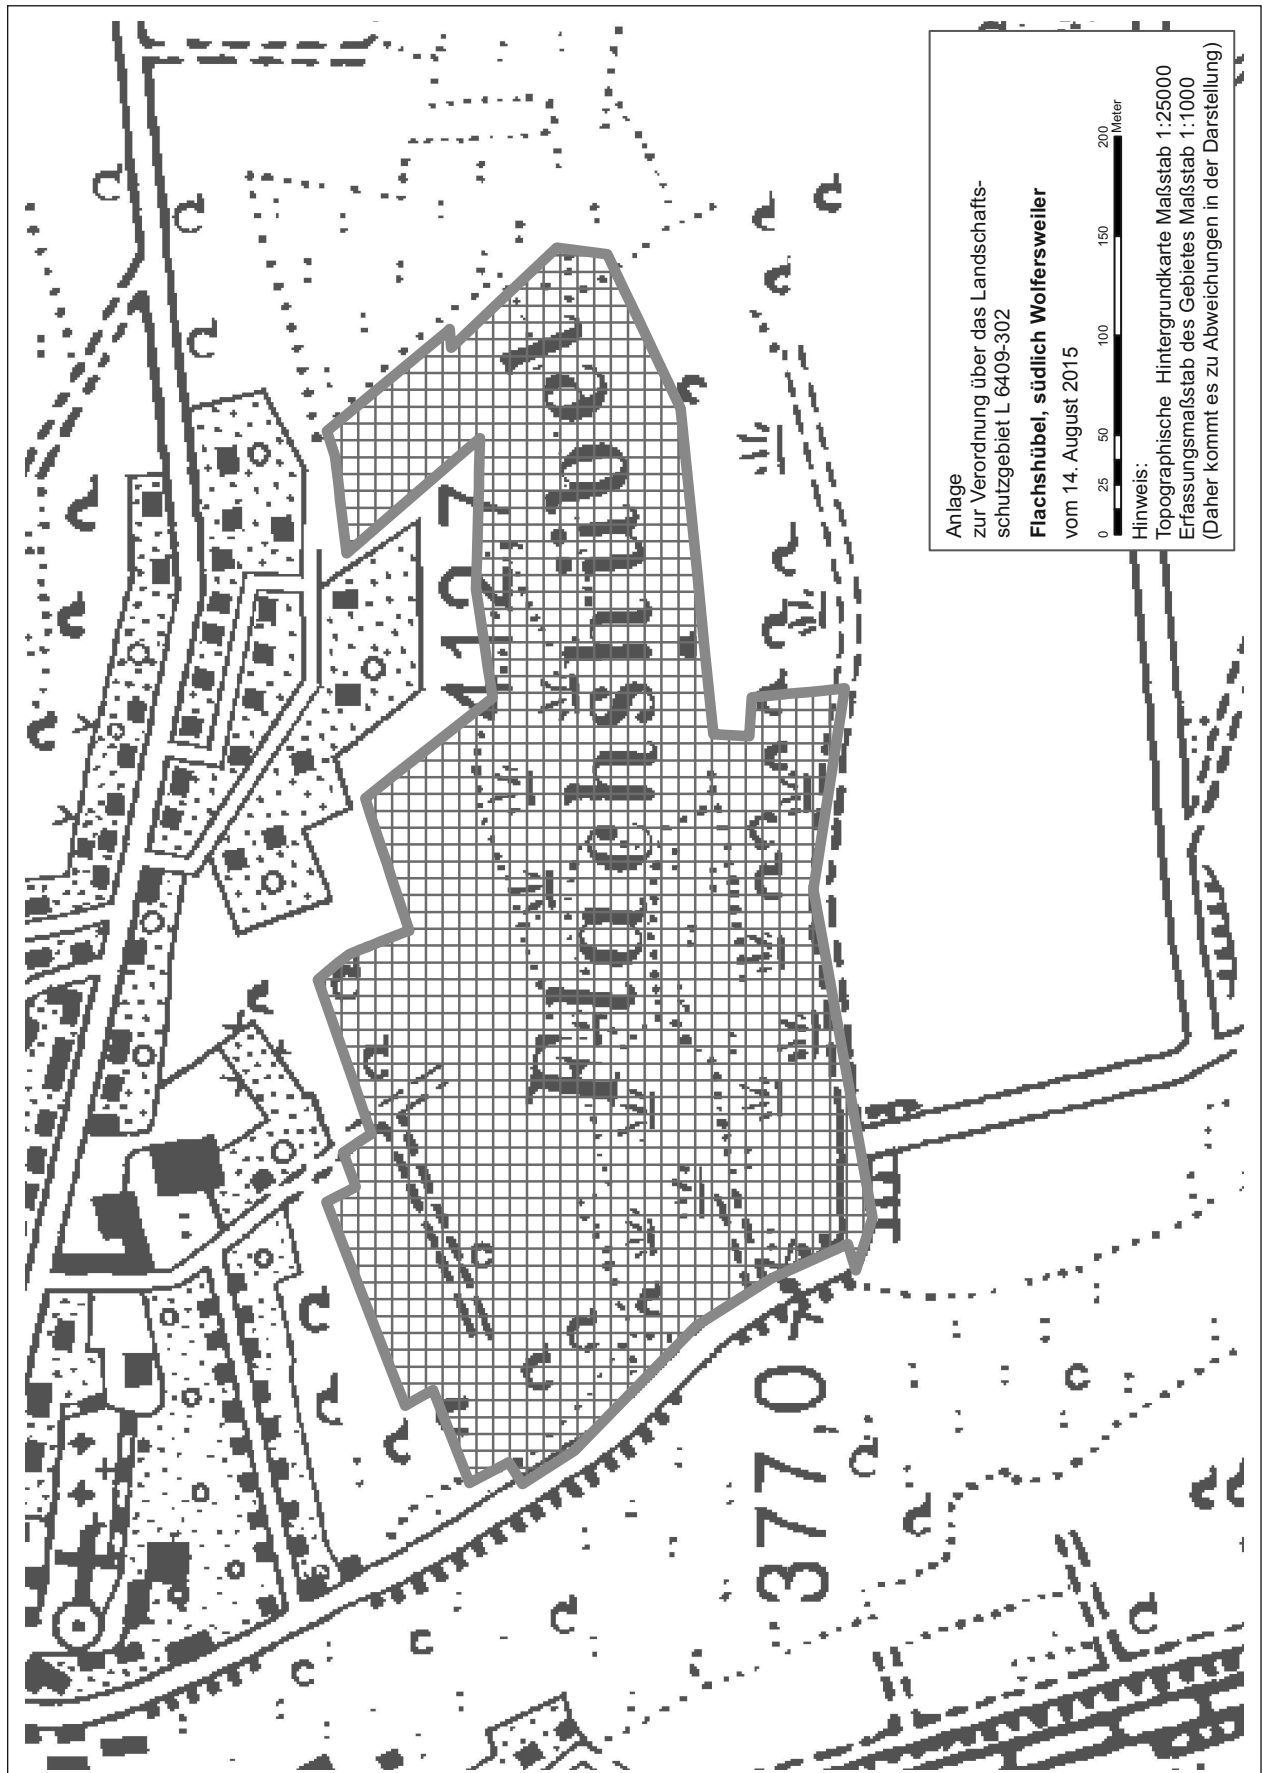 Flachshübel
412,7
377,0
Anlage
zur Verordnung über das Landschafts-
schutzgebiet L 6409-302
Flachshübel, südlich Wolfersweiler
vom 14. August 2015
0 25 50 100 150 200
Meter
Hinweis:
Topographische Hintergrundkarte Maßstab 1:25000
Erfassungsmaßstab des Gebietes Maßstab 1:1000
(Daher kommt es zu Abweichungen in der Darstellung)